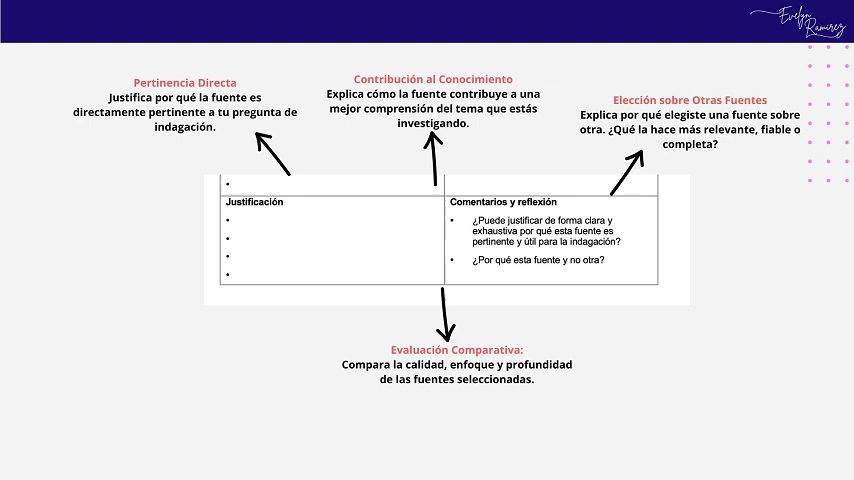 Evelyn
Ramirez
Pertinencia Directa
Justifica por qué la fuente es
directamente pertinente a tu pregunta de
indagación.
Contribución al Conocimiento
Explica cómo la fuente contribuye a una
mejor comprensión del tema que estás
investigando.
Elección sobre Otras Fuentes
Explica por qué elegiste una fuente sobre
otra. ¿Qué la hace más relevante, fiable o
completa?
•
Justificación
•
•
•
•
Comentarios y reflexión
• ¿Puede justificar de forma clara y
exhaustiva por qué esta fuente es
pertinente y útil para la indagación?
• ¿Por qué esta fuente y no otra?
Evaluación Comparativa:
Compara la calidad, enfoque y profundidad
de las fuentes seleccionadas.